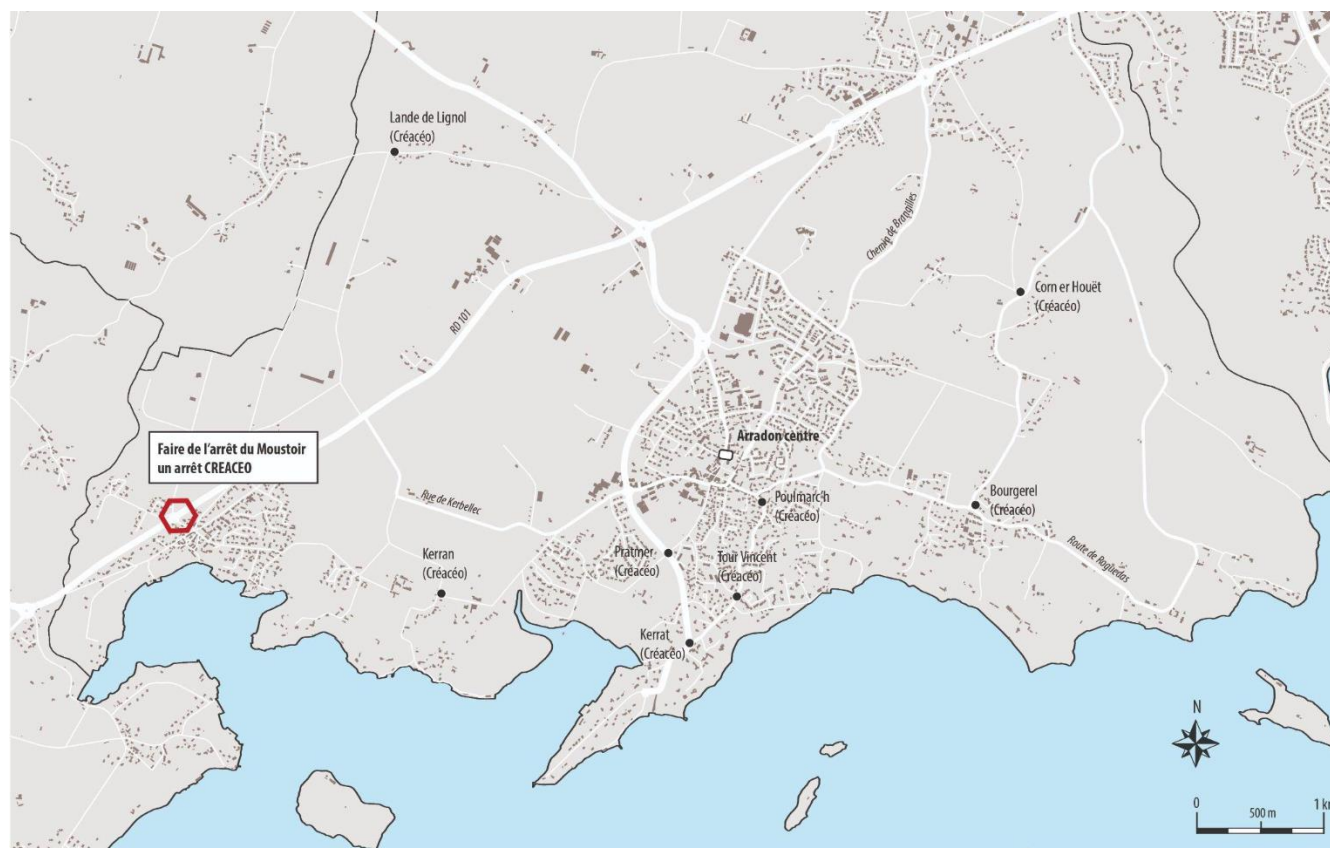 Lande de Lignol
(Créacéo)
Chemin de Brangilles
Corn er Houët
(Créacéo)
RD 101
Faire de l'arrêt du Moustoir
un arrêt CREACEO
Arradon centre
Rue de Kerbellec
Poulmarc'h
(Créacéo)
Bourgerel
(Créacéo)
Kerran
(Créacéo)
Pratmer
(Créacéo)
Tour Vincent
(Créacéo)
Route de Roguedas
Kerrat
(Créacéo)
N
0
500 m
1 km